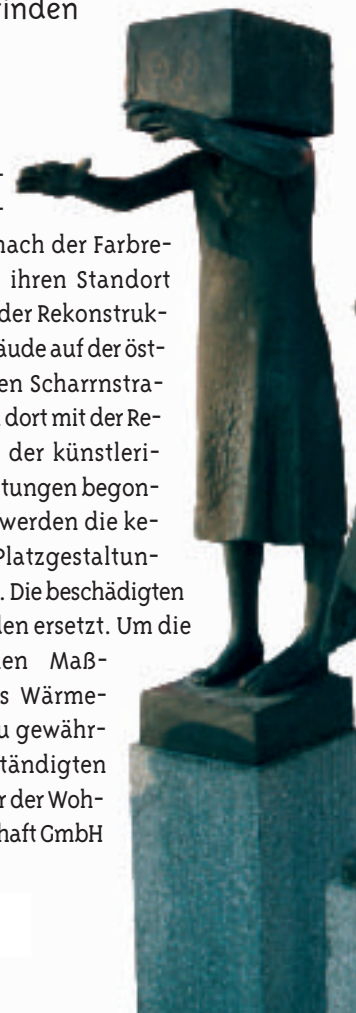 finden
nach der Farbre-
ihren Standort
der Rekonstruk-
äude auf der öst-
en Scharrnstra-
dort mit der Re-
der künstleri-
tungen begon-
werden die ke-
Platzgestaltun-
. Die beschädigten
den ersetzt. Um die
en Maß-
s Wärme-
u gewähr-
tändigten
r der Woh-
haft GmbH